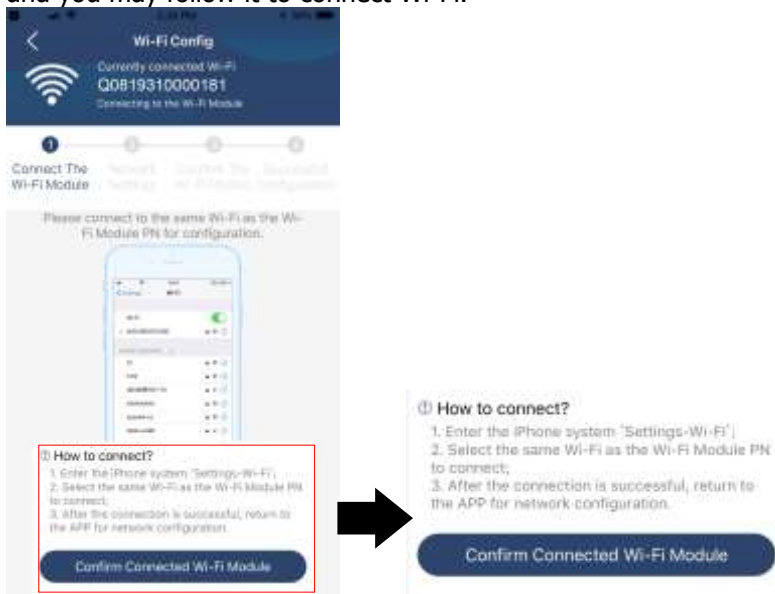 and you may follow it to connect Wi-Fi.
Wi-Fi Config
Currently connected Wi-Fi
Q0819310000181
Connecting to the Wi-Fi Module
1
2
3
4
Connect The
Wi-Fi Module
Please connect to the same Wi-Fi as the Wi-
Fi Module PN for configuration.
How to connect?
1. Enter the iPhone system "Settings-Wi-Fi";
2. Select the same Wi-Fi as the Wi-Fi Module PN
to connect;
3. After the connection is successful, return to
the APP for network configuration.
Confirm Connected Wi-Fi Module
How to connect?
1. Enter the iPhone system "Settings-Wi-Fi";
2. Select the same Wi-Fi as the Wi-Fi Module PN
to connect;
3. After the connection is successful, return to
the APP for network configuration.
Confirm Connected Wi-Fi Module